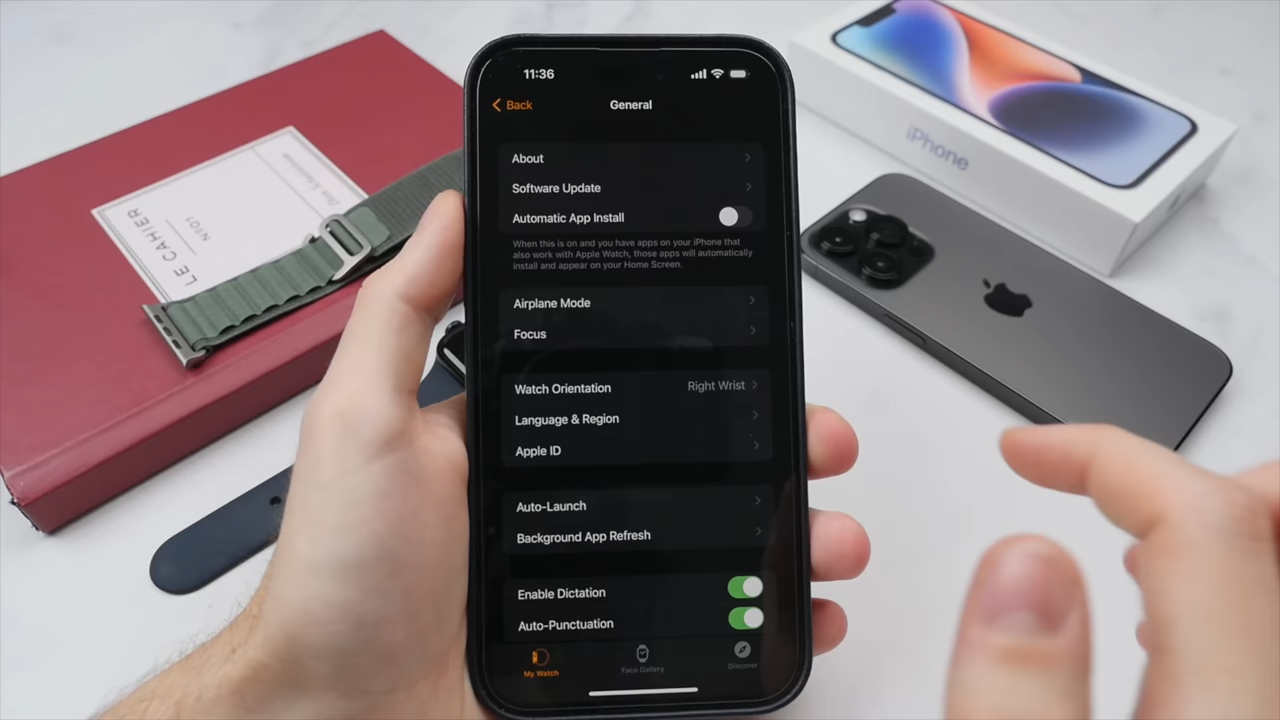 11:36
Back
General
About
Software Update
Automatic App Install
When this is on and you have apps on your iPhone that
also work with Apple Watch, those apps will automatically
install and appear on your Home Screen.
Airplane Mode
Focus
Watch Orientation Right Wrist
Language & Region
Apple ID
Auto-Launch
Background App Refresh
Enable Dictation
Auto-Punctuation
My Watch
Face Gallery
Discover
LE CAHIER
Nº01
iPhone